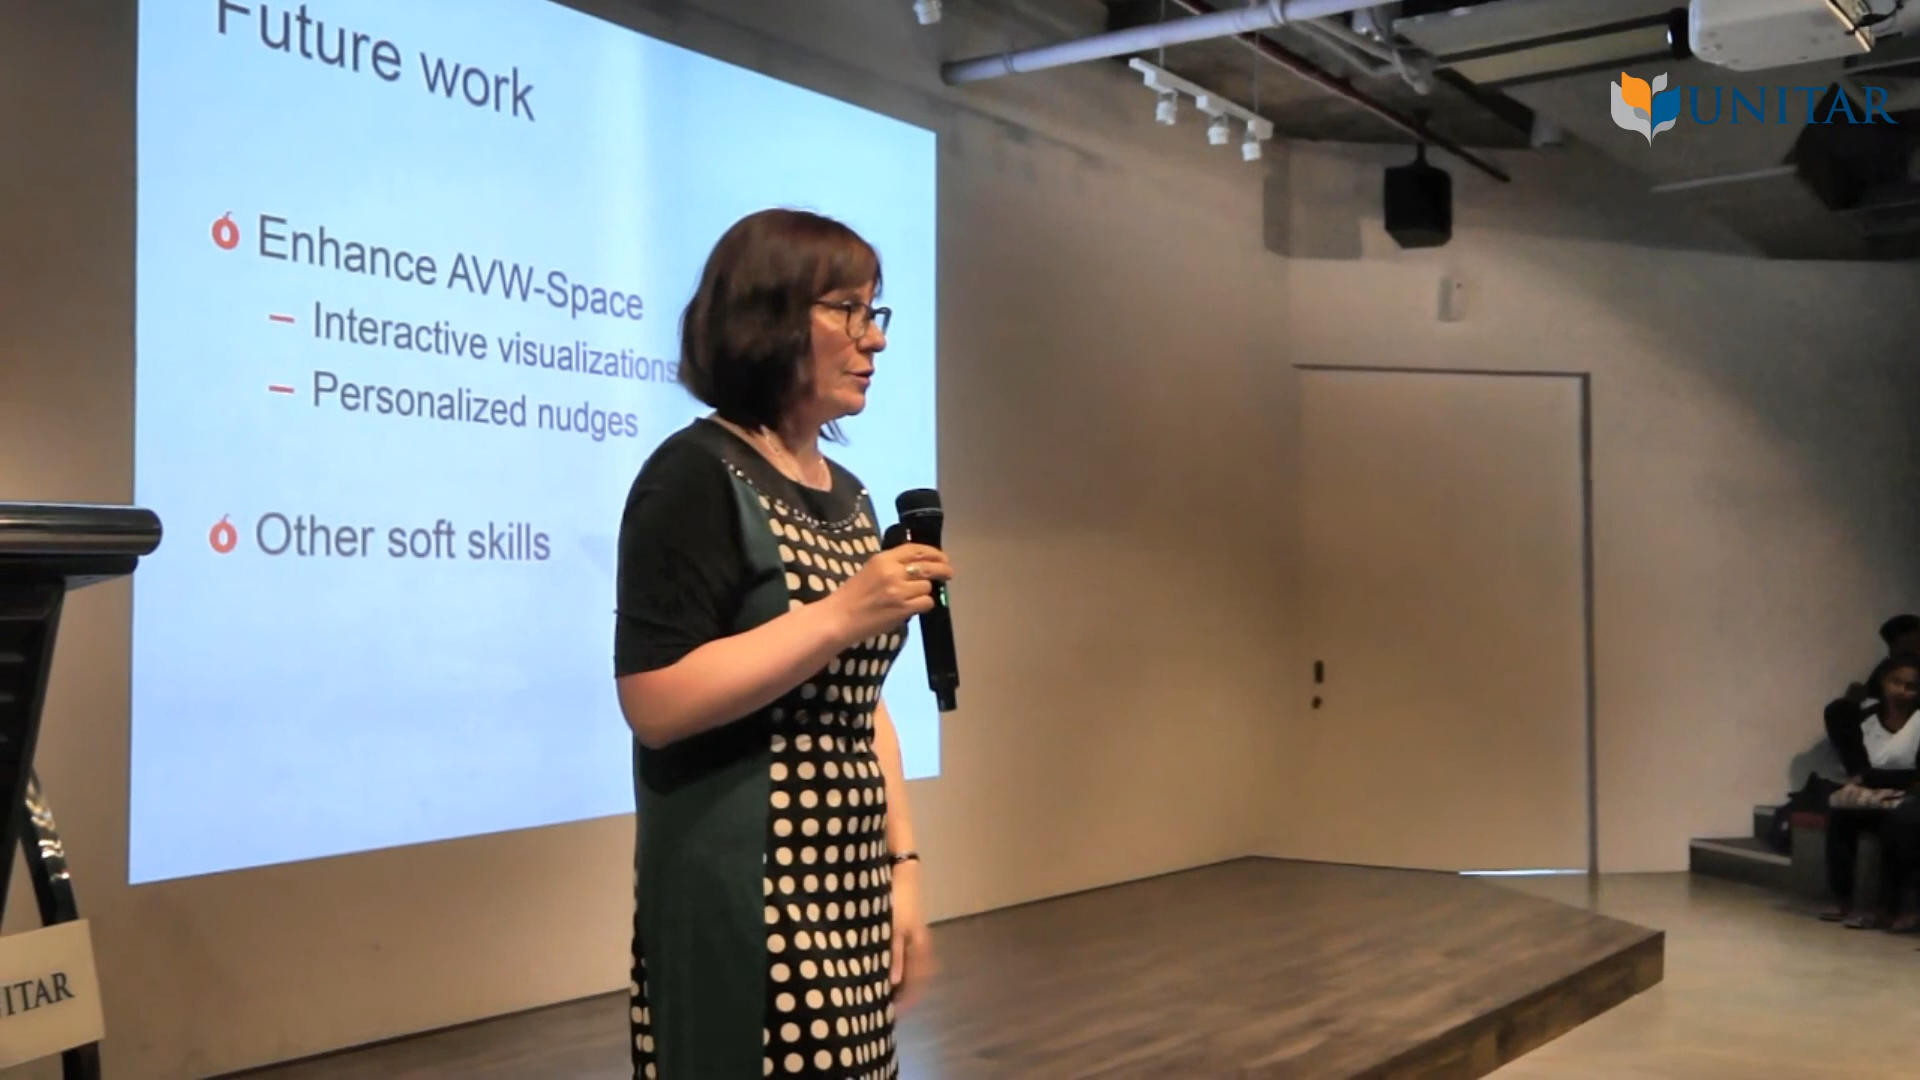 Future work
Enhance AVW-Space
– Interactive visualizations
– Personalized nudges
Other soft skills
UNITAR
ITAR